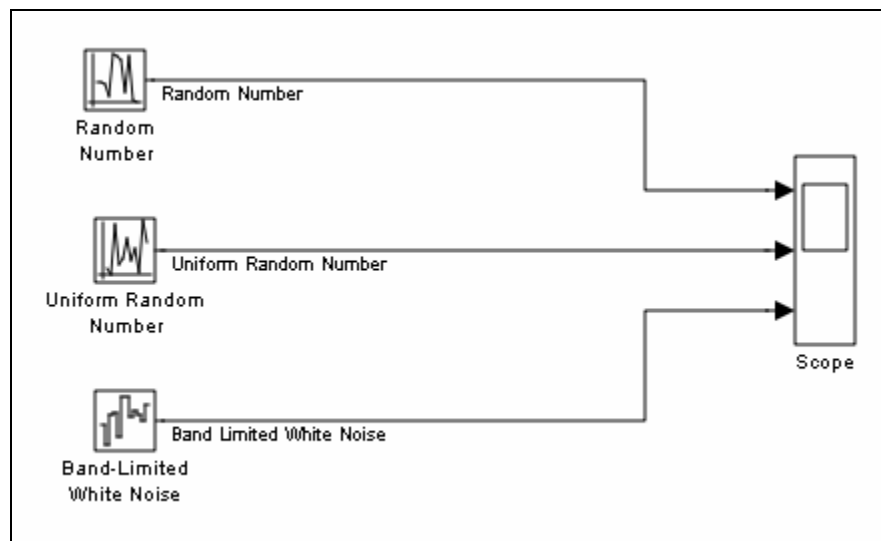 Random Number
Random
Number
Uniform Random Number
Uniform Random
Number
Scope
Band Limited White Noise
Band-Limited
White Noise